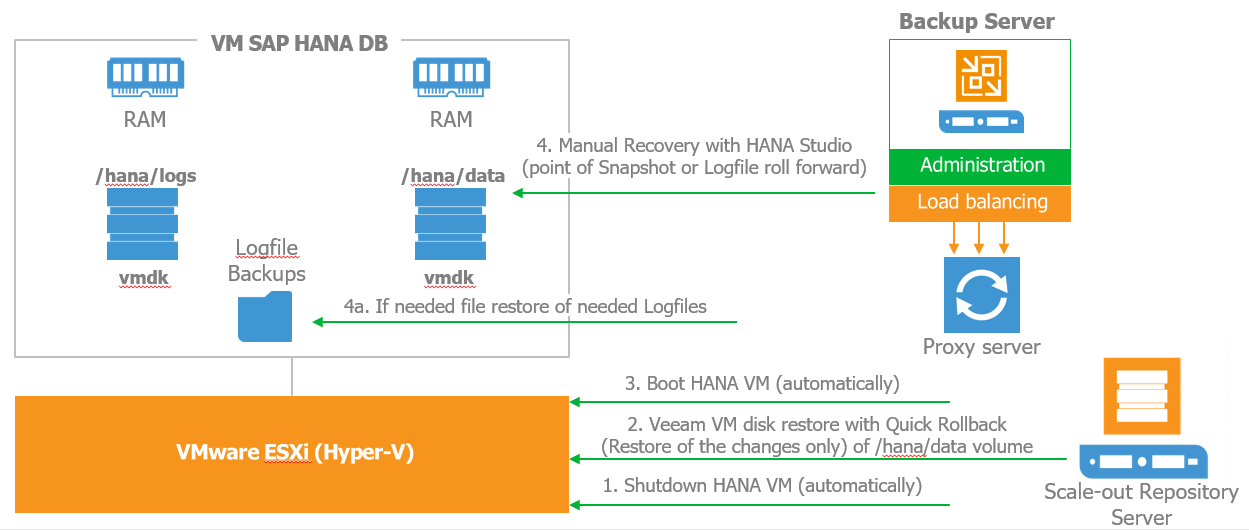 VM SAP HANA DB
RAM
RAM
/hana/logs
/hana/data
vmdk
vmdk
Logfile
Backups
Backup Server
Administration
Load balancing
Proxy server
4. Manual Recovery with HANA Studio
(point of Snapshot or Logfile roll forward)
4a. If needed file restore of needed Logfiles
3. Boot HANA VM (automatically)
2. Veeam VM disk restore with Quick Rollback
(Restore of the changes only) of /hana/data volume
1. Shutdown HANA VM (automatically)
VMware ESXi (Hyper-V)
Scale-out Repository
Server